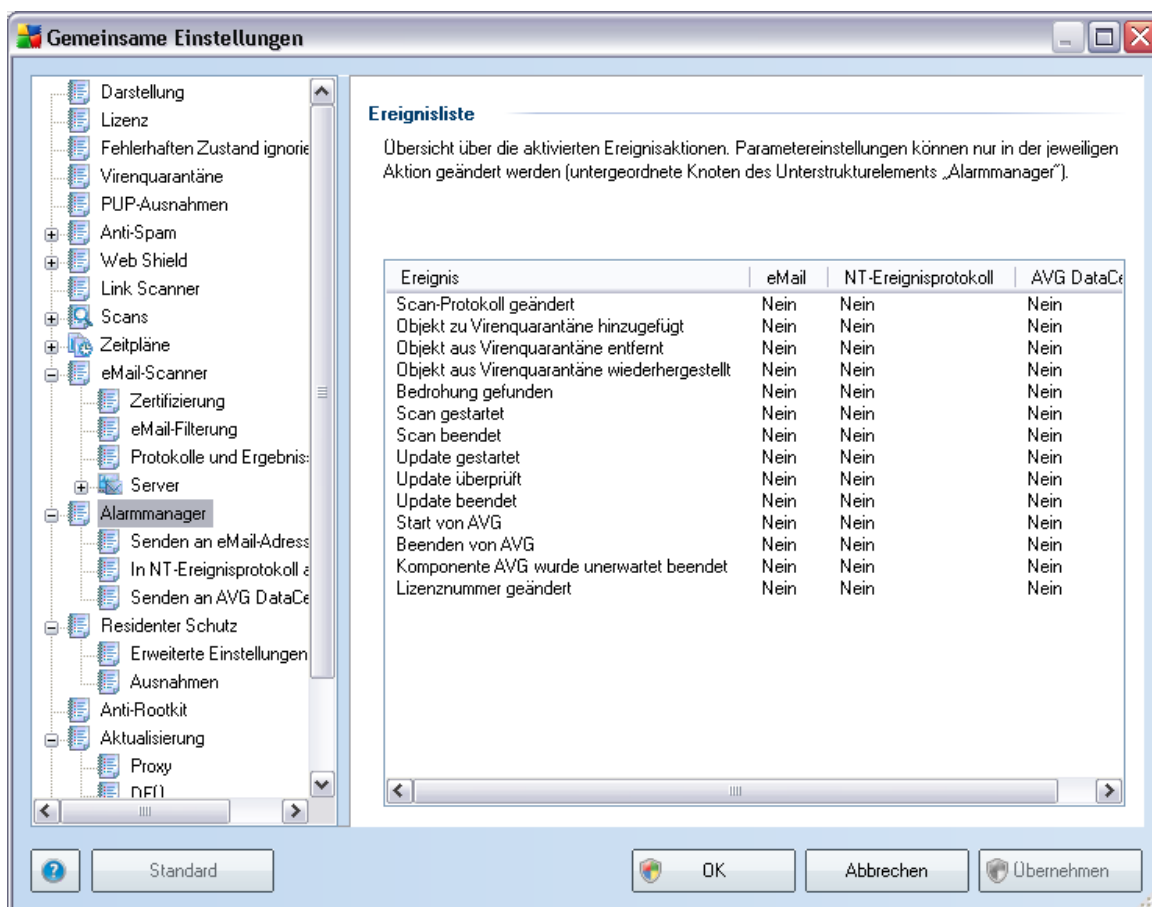 Gemeinsame Einstellungen
Darstellung
Lizenz
Fehlerhaften Zustand ignorie
Virenquarantäne
PUP-Ausnahmen
Anti-Spam
Web Shield
Link Scanner
Scans
Zeitpläne
eMail-Scanner
Zertifizierung
eMail-Filterung
Protokolle und Ergebnis:
Server
Alarmmanager
Senden an eMail-Adress
In NT-Ereignisprotokoll a
Senden an AVG DataCe
Residenter Schutz
Erweiterte Einstellungen
Ausnahmen
Anti-Rootkit
Aktualisierung
Proxy
DFÜ
Ereignisliste
Übersicht über die aktivierten Ereignisaktionen. Parametereinstellungen können nur in der jeweiligen
Aktion geändert werden (untergeordnete Knoten des Unterstrukturelements „Alarmmanager").
Ereignis eMail NT-Ereignisprotokoll AVG DataCe
Scan-Protokoll geändert Nein Nein Nein
Objekt zu Virenquarantäne hinzugefügt Nein Nein Nein
Objekt aus Virenquarantäne entfernt Nein Nein Nein
Objekt aus Virenquarantäne wiederhergestellt Nein Nein Nein
Bedrohung gefunden Nein Nein Nein
Scan gestartet Nein Nein Nein
Scan beendet Nein Nein Nein
Update gestartet Nein Nein Nein
Update überprüft Nein Nein Nein
Update beendet Nein Nein Nein
Start von AVG Nein Nein Nein
Beenden von AVG Nein Nein Nein
Komponente AVG wurde unerwartet beendet Nein Nein Nein
Lizenznummer geändert Nein Nein Nein
Standard
OK
Abbrechen
Übernehmen